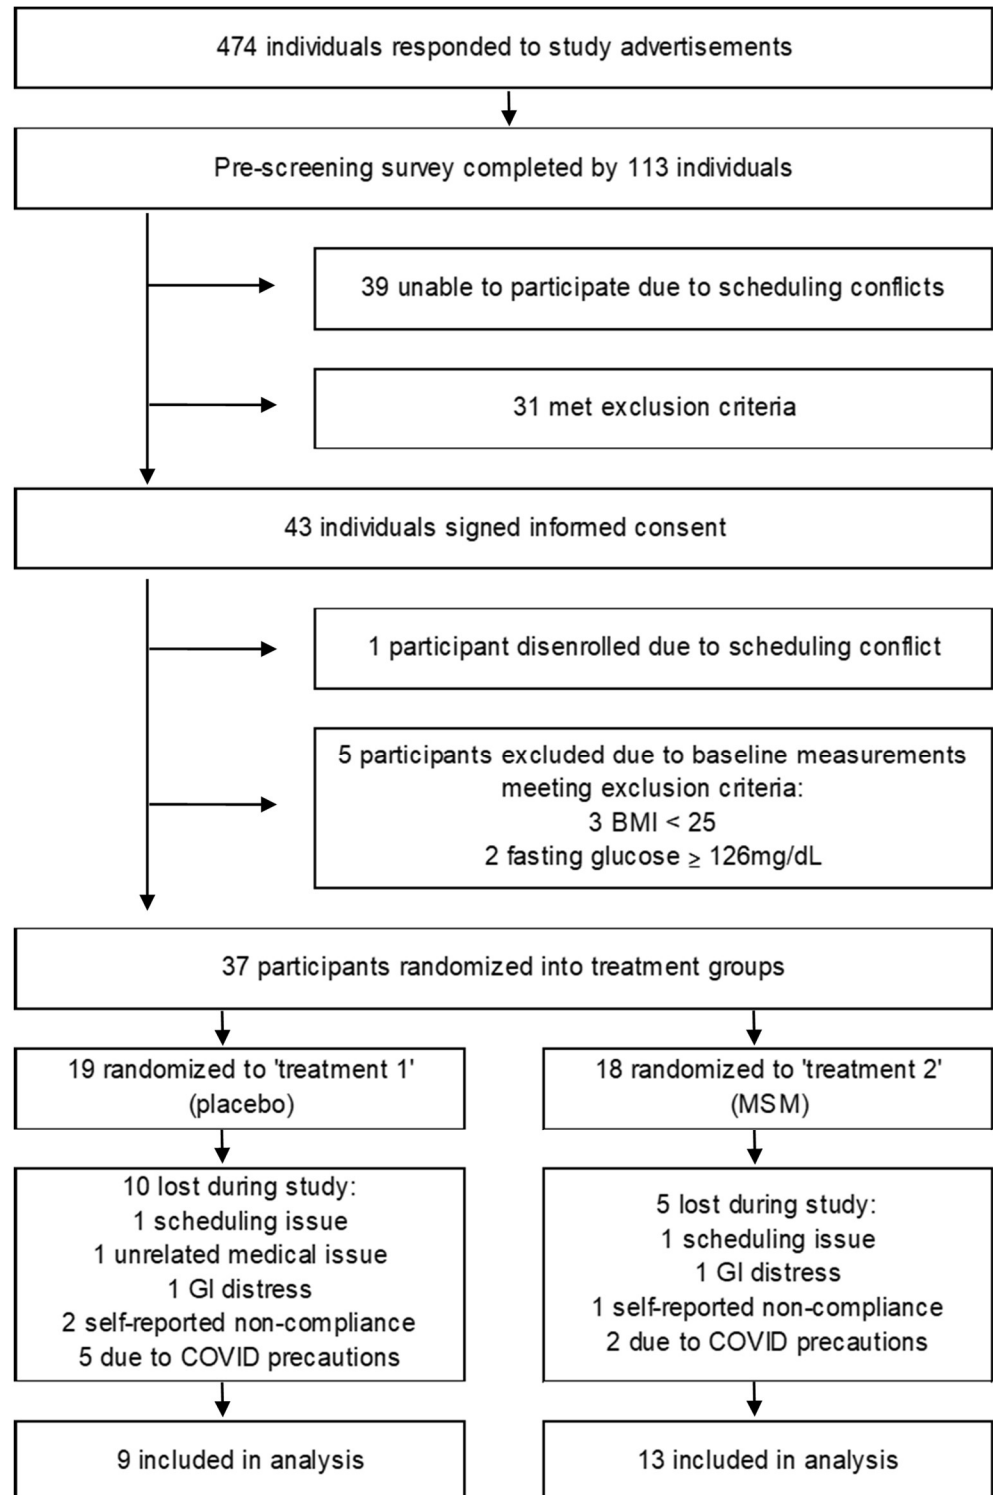 474 individuals responded to study advertisements
Pre-screening survey completed by 113 individuals
39 unable to participate due to scheduling conflicts
31 met exclusion criteria
43 individuals signed informed consent
1 participant disenrolled due to scheduling conflict
5 participants excluded due to baseline measurements
meeting exclusion criteria:
3 BMI < 25
2 fasting glucose ≥ 126mg/dL
37 participants randomized into treatment groups
19 randomized to 'treatment 1'
(placebo)
10 lost during study:
1 scheduling issue
1 unrelated medical issue
1 GI distress
2 self-reported non-compliance
5 due to COVID precautions
9 included in analysis
18 randomized to 'treatment 2'
(MSM)
5 lost during study:
1 scheduling issue
1 GI distress
1 self-reported non-compliance
2 due to COVID precautions
13 included in analysis